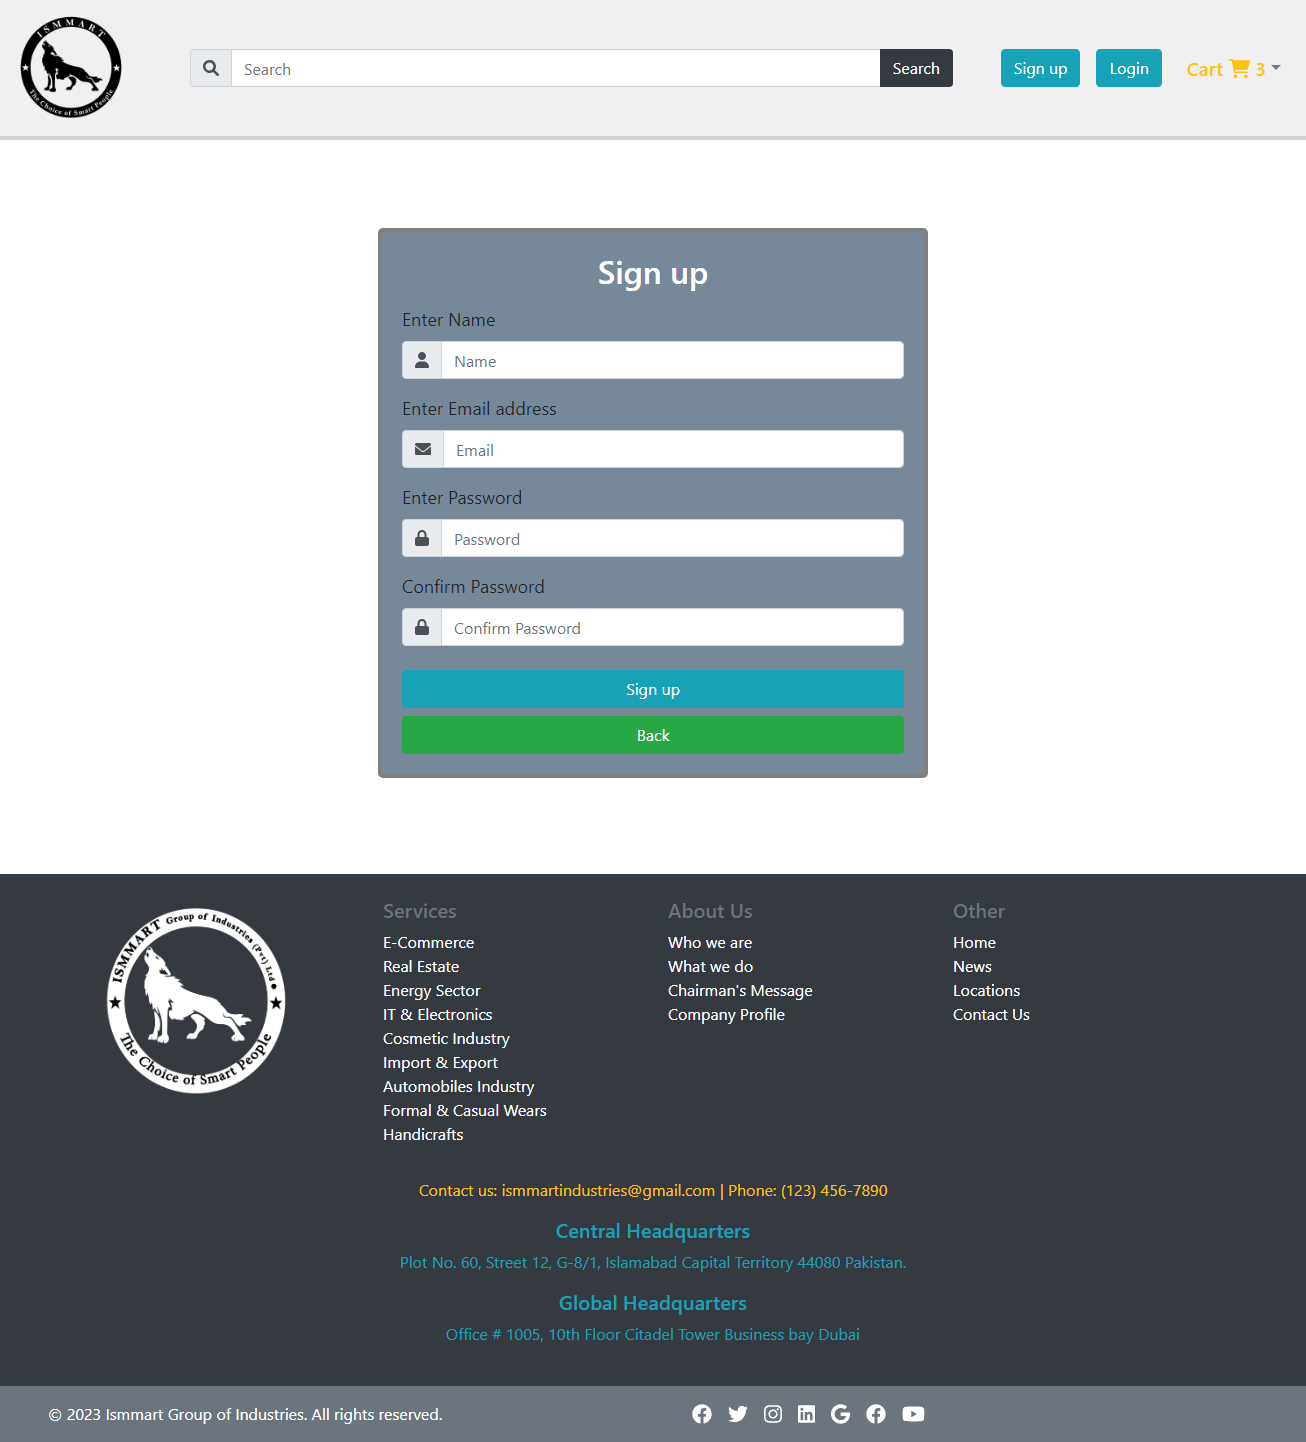 ISMMART
The Choice of Smart People
Search
Search
Sign up
Login
Cart 3
Sign up
Enter Name
Name
Enter Email address
Email
Enter Password
Password
Confirm Password
Confirm Password
Sign up
Back
ISMMART Group of Industries (Pvt) Ltd
The Choice of Smart People
Services
E-Commerce
Real Estate
Energy Sector
IT & Electronics
Cosmetic Industry
Import & Export
Automobiles Industry
Formal & Casual Wears
Handicrafts
About Us
Who we are
What we do
Chairman's Message
Company Profile
Other
Home
News
Locations
Contact Us
Contact us: ismmartindustries@gmail.com | Phone: (123) 456-7890
Central Headquarters
Plot No. 60, Street 12, G-8/1, Islamabad Capital Territory 44080 Pakistan.
Global Headquarters
Office # 1005, 10th Floor Citadel Tower Business bay Dubai
© 2023 Ismmart Group of Industries. All rights reserved.